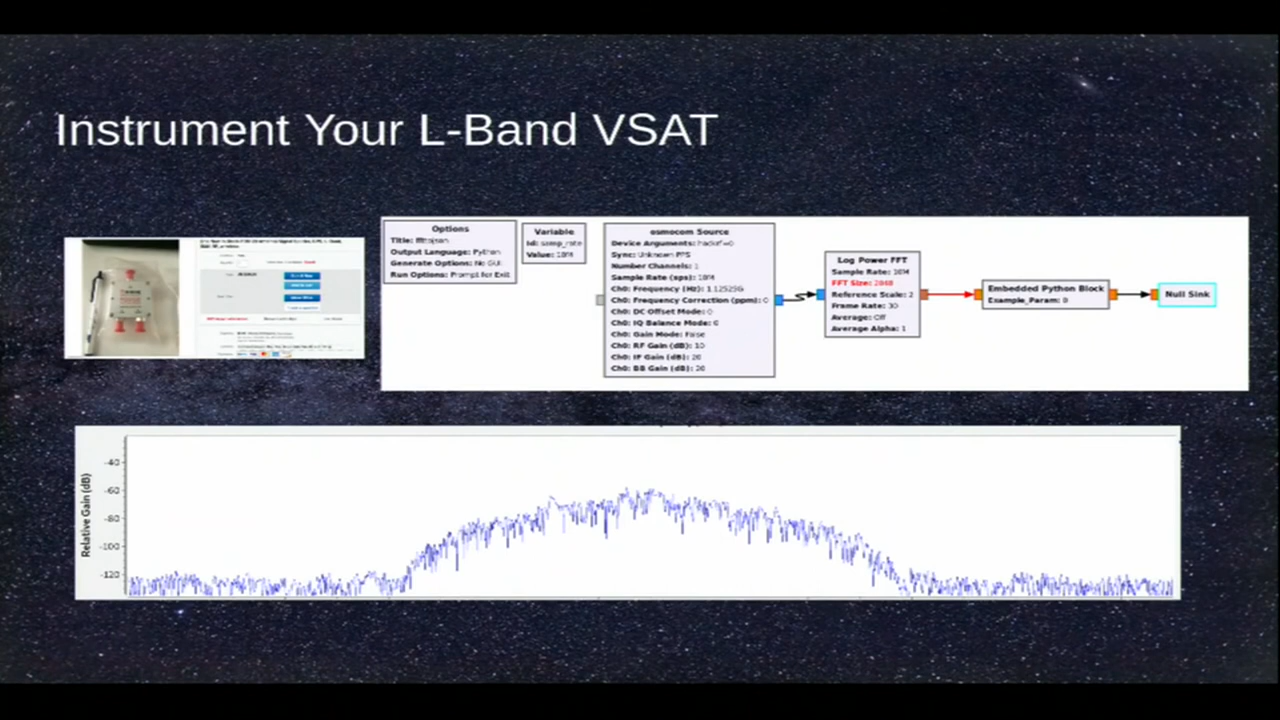 Instrument Your L-Band VSAT
Options
Title: fft2json
Output Language: Python
Generate Options: No GUI
Run Options: Prompt for Exit
Variable
Id: samp_rate
Value: 10M
osmocom Source
Device Arguments: hackrf=0
Sync: Unknown PPS
Number Channels: 1
Sample Rate (sps): 10M
Ch0: Frequency (Hz): 1.12525G
Ch0: Frequency Correction (ppm): 0
Ch0: DC Offset Mode: 0
Ch0: IQ Balance Mode: 0
Ch0: Gain Mode: False
Ch0: RF Gain (dB): 10
Ch0: IF Gain (dB): 20
Ch0: BB Gain (dB): 20
Log Power FFT
Sample Rate: 10M
FFT Size: 2048
Reference Scale: 2
Frame Rate: 30
Average: Off
Average Alpha: 1
Embedded Python Block
Example_Param: 0
Null Sink
Relative Gain (dB)
-40
-60
-80
-100
-120